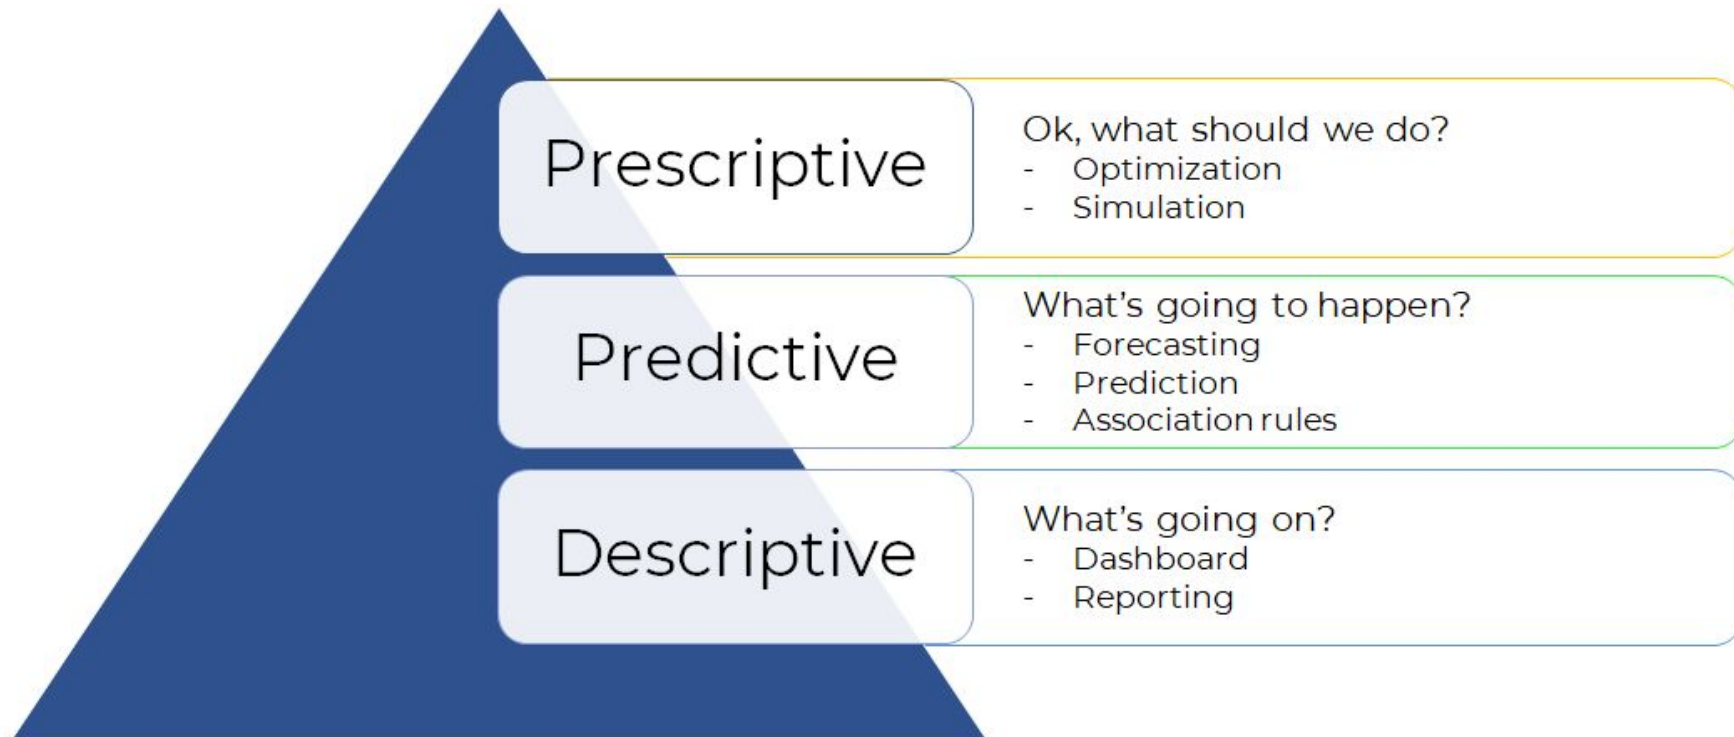 Prescriptive
Ok, what should we do?
- Optimization
- Simulation
Predictive
What's going to happen?
- Forecasting
- Prediction
- Association rules
Descriptive
What's going on?
- Dashboard
- Reporting